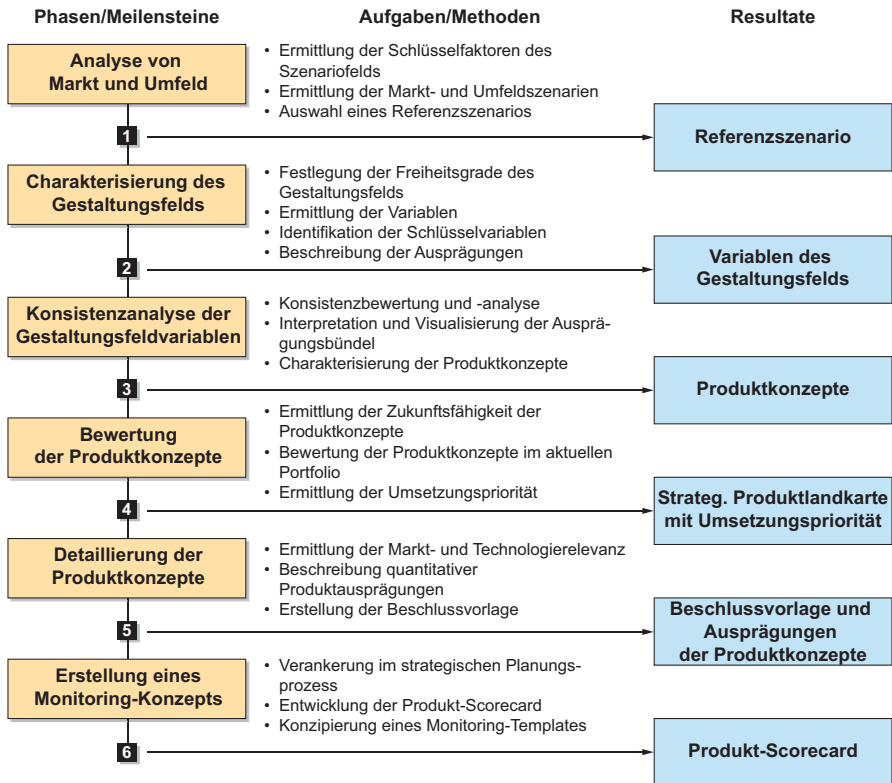 Phasen/Meilensteine
Aufgaben/Methoden
Resultate
Analyse von
Markt und Umfeld
• Ermittlung der Schlüsselfaktoren des
Szenariofelds
• Ermittlung der Markt- und Umfeldszenarien
• Auswahl eines Referenzszenarios
1
Referenzszenario
Charakterisierung des
Gestaltungsfelds
• Festlegung der Freiheitsgrade des
Gestaltungsfelds
• Ermittlung der Variablen
• Identifikation der Schlüsselvariablen
• Beschreibung der Ausprägungen
2
Variablen des
Gestaltungsfelds
Konsistenzanalyse der
Gestaltungsfeldvariablen
• Konsistenzbewertung und -analyse
• Interpretation und Visualisierung der Ausprä-
gungsbündel
• Charakterisierung der Produktkonzepte
3
Produktkonzepte
Bewertung
der Produktkonzepte
• Ermittlung der Zukunftsfähigkeit der
Produktkonzepte
• Bewertung der Produktkonzepte im aktuellen
Portfolio
• Ermittlung der Umsetzungspriorität
4
Strateg. Produktlandkarte
mit Umsetzungspriorität
Detaillierung der
Produktkonzepte
• Ermittlung der Markt- und Technologierelevanz
• Beschreibung quantitativer
Produktausprägungen
• Erstellung der Beschlussvorlage
5
Beschlussvorlage und
Ausprägungen
der Produktkonzepte
Erstellung eines
Monitoring-Konzepts
• Verankerung im strategischen Planungs-
prozess
• Entwicklung der Produkt-Scorecard
• Konzipierung eines Monitoring-Templates
6
Produkt-Scorecard